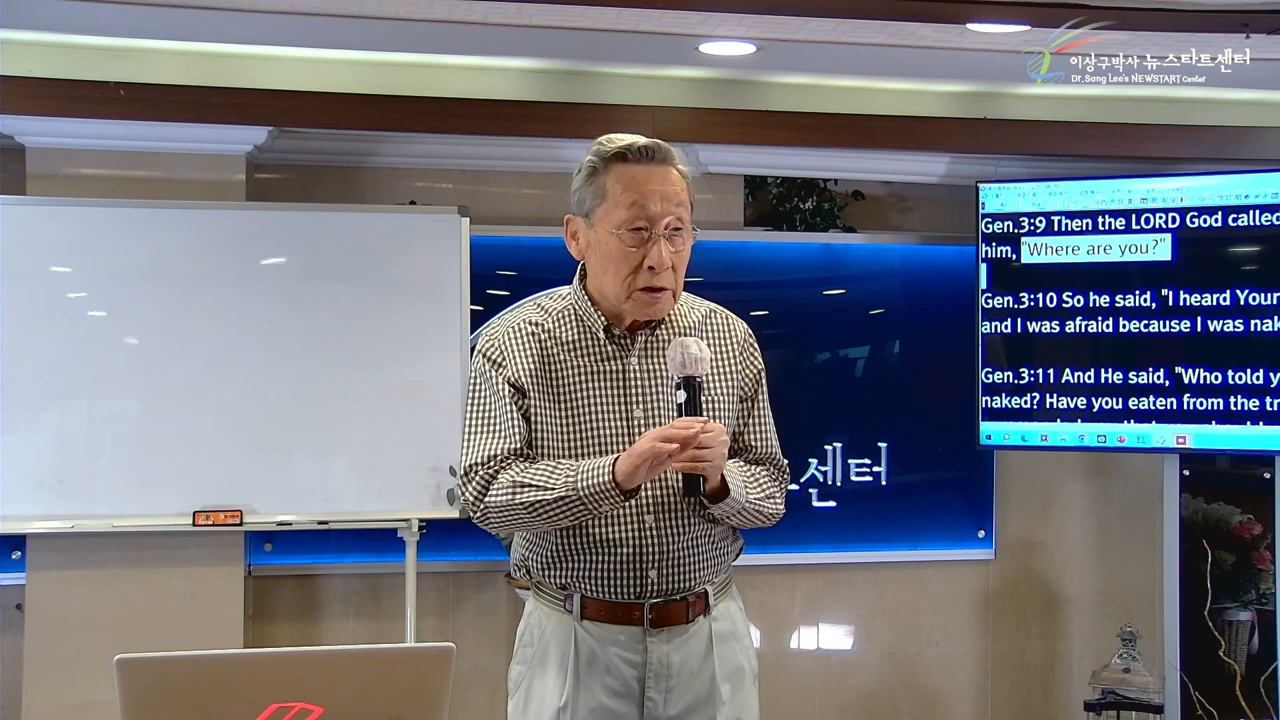 이상구박사 뉴스타트센터
Dr. Sang Lee's NEWSTART Center
Gen.3:9 Then the LORD God called
him, "Where are you?"
Gen.3:10 So he said, "I heard Your
and I was afraid because I was nak
Gen.3:11 And He said, "Who told y
naked? Have you eaten from the tr
센터